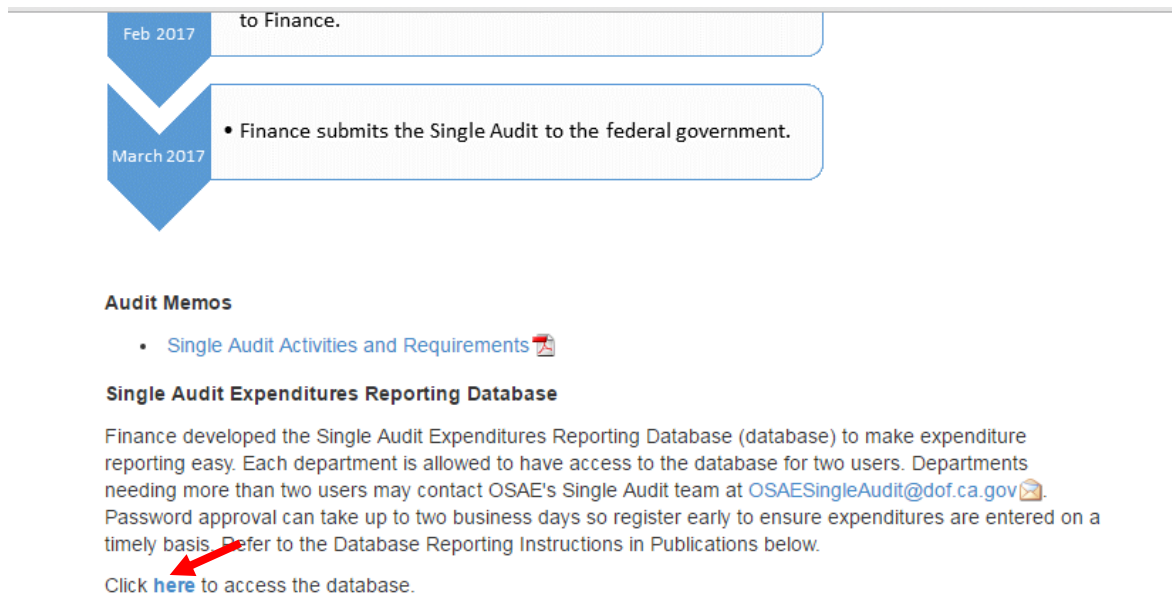 to Finance.
Feb 2017
• Finance submits the Single Audit to the federal government.
March 2017
Audit Memos
• Single Audit Activities and Requirements
Single Audit Expenditures Reporting Database
Finance developed the Single Audit Expenditures Reporting Database (database) to make expenditure
reporting easy. Each department is allowed to have access to the database for two users. Departments
needing more than two users may contact OSAE's Single Audit team at OSAESingleAudit@dof.ca.gov.
Password approval can take up to two business days so register early to ensure expenditures are entered on a
timely basis. Refer to the Database Reporting Instructions in Publications below.
Click here to access the database.